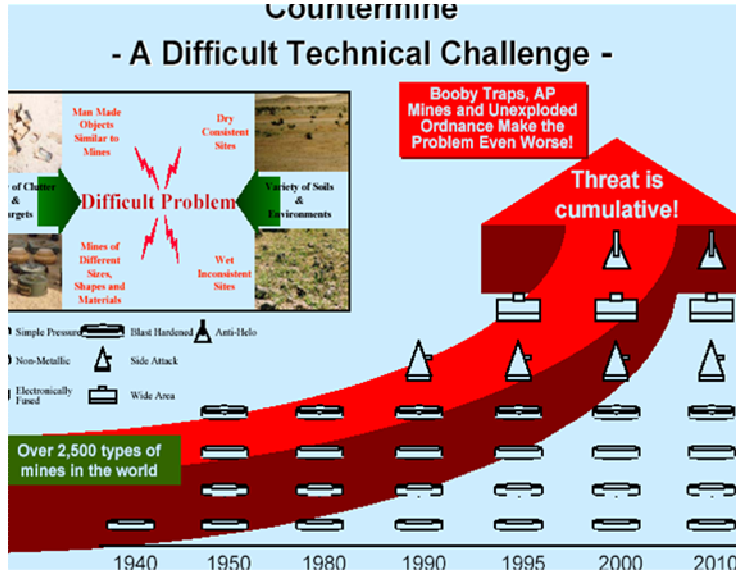 Countermine
- A Difficult Technical Challenge -
Booby Traps, AP
Mines and Unexploded
Ordnance Make the
Problem Even Worse!
Threat is
cumulative!
Man Made
Objects
Similar to
Mines
Dry
Consistent
Sites
of Clutter
&
Difficult Problem
Variety of Soils
&
Environments
Mines of
Different
Sizes,
Shapes and
Materials
Wet
Inconsistent
Sites
Simple Pressure
Blast Hardened
Anti-Helo
Non-Metallic
Side Attack
Electronically
Fused
Wide Area
Over 2,500 types of
mines in the world
1940 1950 1980 1990 1995 2000 2010